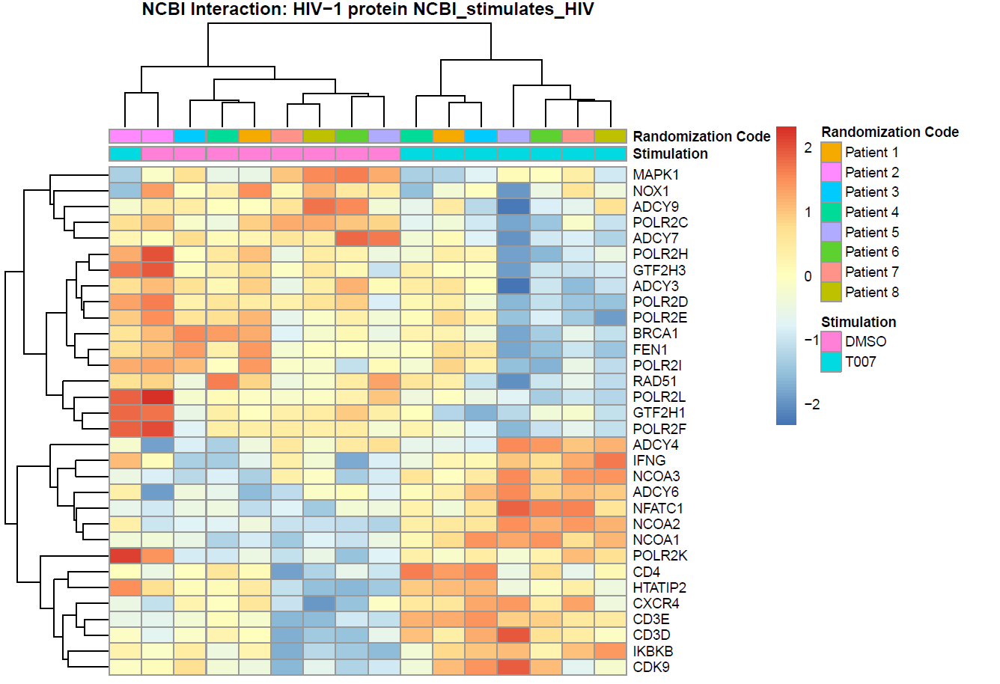 NCBI Interaction: HIV−1 protein NCBI_stimulates_HIV
Randomization Code
Stimulation
MAPK1
NOX1
ADCY9
POLR2C
ADCY7
POLR2H
GTF2H3
ADCY3
POLR2D
POLR2E
BRCA1
FEN1
POLR2I
RAD51
POLR2L
GTF2H1
POLR2F
ADCY4
IFNG
NCOA3
ADCY6
NFATC1
NCOA2
NCOA1
POLR2K
CD4
HTATIP2
CXCR4
CD3E
CD3D
IKBKB
CDK9
2
1
0
−1
−2
Randomization Code
Patient 1
Patient 2
Patient 3
Patient 4
Patient 5
Patient 6
Patient 7
Patient 8
Stimulation
DMSO
T007